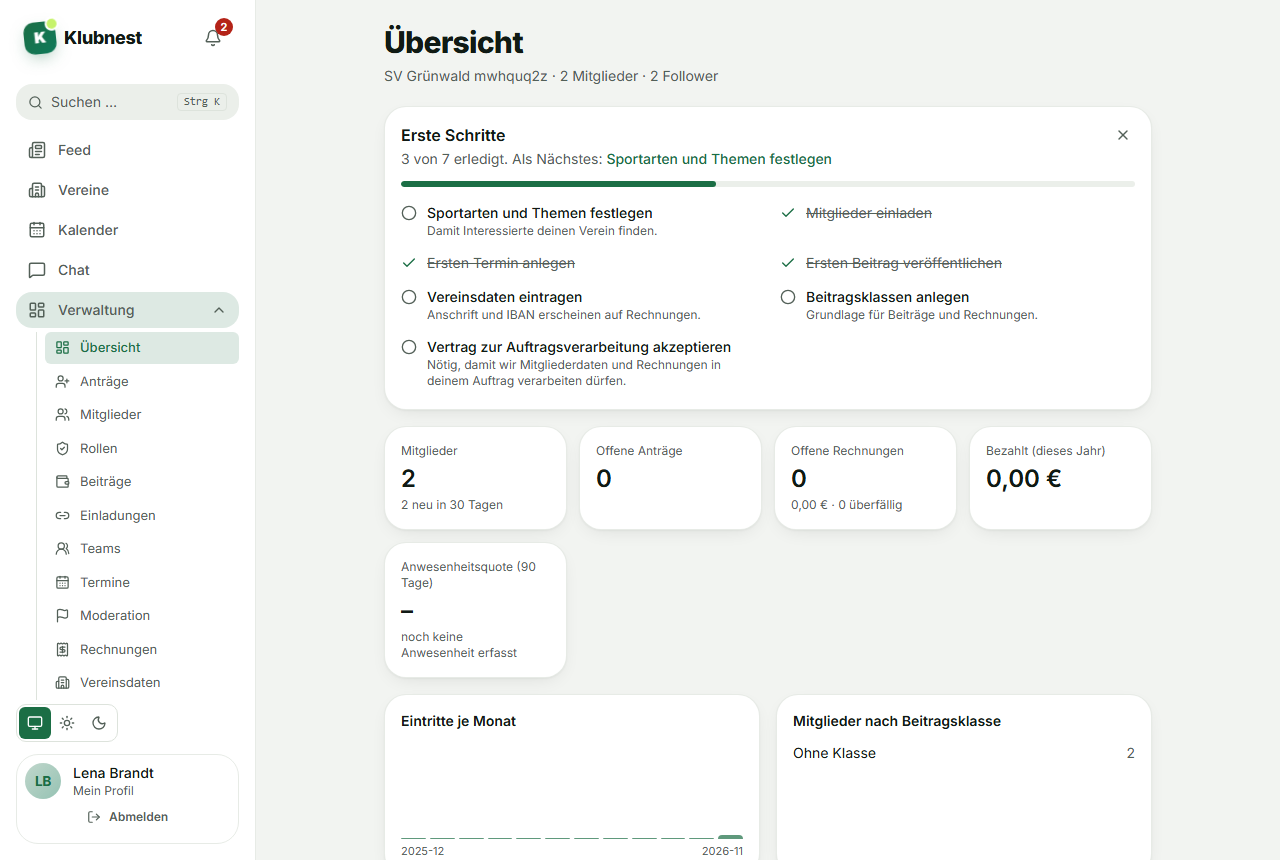 K Klubnest
2
Suchen ...
Strg K
Feed
Vereine
Kalender
Chat
Verwaltung
Übersicht
Anträge
Mitglieder
Rollen
Beiträge
Einladungen
Teams
Termine
Moderation
Rechnungen
Vereinsdaten
LB
Lena Brandt
Mein Profil
Abmelden
Übersicht
SV Grünwald mwhquq2z · 2 Mitglieder · 2 Follower
Erste Schritte
3 von 7 erledigt. Als Nächstes: Sportarten und Themen festlegen
Sportarten und Themen festlegen
Damit Interessierte deinen Verein finden.
Mitglieder einladen
Ersten Termin anlegen
Ersten Beitrag veröffentlichen
Vereinsdaten eintragen
Anschrift und IBAN erscheinen auf Rechnungen.
Beitragsklassen anlegen
Grundlage für Beiträge und Rechnungen.
Vertrag zur Auftragsverarbeitung akzeptieren
Nötig, damit wir Mitgliederdaten und Rechnungen in
deinem Auftrag verarbeiten dürfen.
Mitglieder
2
2 neu in 30 Tagen
Offene Anträge
0
Offene Rechnungen
0
0,00 € · 0 überfällig
Bezahlt (dieses Jahr)
0,00 €
Anwesenheitsquote (90
Tage)
–
noch keine
Anwesenheit erfasst
Eintritte je Monat
2025-12
2026-11
Mitglieder nach Beitragsklasse
Ohne Klasse
2